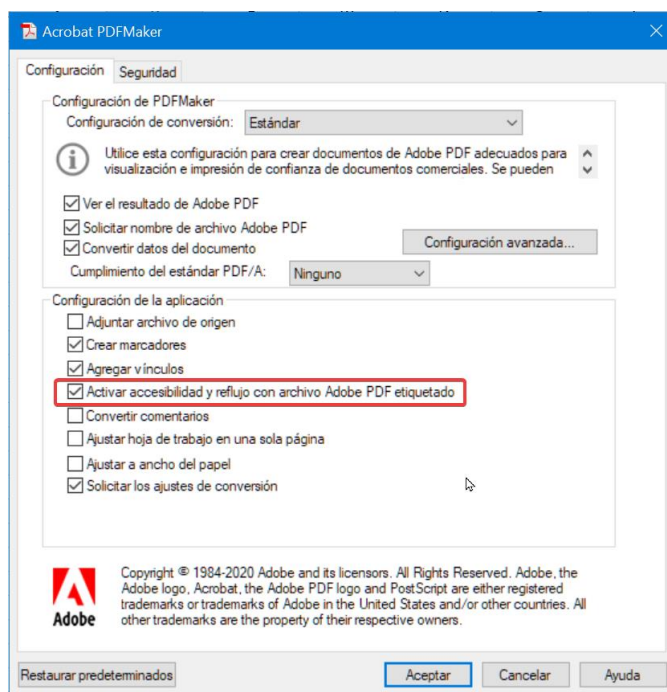 Acrobat PDFMaker
Configuración
Seguridad
Configuración de PDFMaker
Configuración de conversión:
Estándar
Utilice esta configuración para crear documentos de Adobe PDF adecuados para
visualización e impresión de confianza de documentos comerciales. Se pueden
Ver el resultado de Adobe PDF
Solicitar nombre de archivo Adobe PDF
Convertir datos del documento
Configuración avanzada...
Cumplimiento del estándar PDF/A:
Ninguno
Configuración de la aplicación
Adjuntar archivo de origen
Crear marcadores
Agregar vínculos
Activar accesibilidad y reflujo con archivo Adobe PDF etiquetado
Convertir comentarios
Ajustar hoja de trabajo en una sola página
Ajustar a ancho del papel
Solicitar los ajustes de conversión
Adobe
Copyright © 1984-2020 Adobe and its licensors. All Rights Reserved. Adobe, the
Adobe logo, Acrobat, the Adobe PDF logo and PostScript are either registered
trademarks or trademarks of Adobe in the United States and/or other countries. All
other trademarks are the property of their respective owners.
Restaurar predeterminados
Aceptar
Cancelar
Ayuda